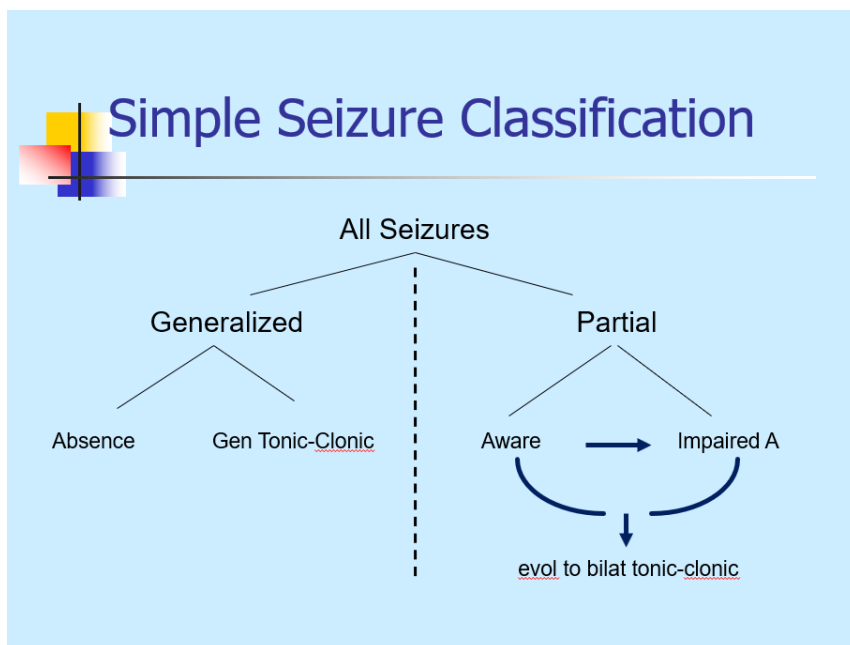 Simple Seizure Classification
All Seizures
Generalized Partial
Absence Gen Tonic-Clonic Aware Impaired A
evol to bilat tonic-clonic